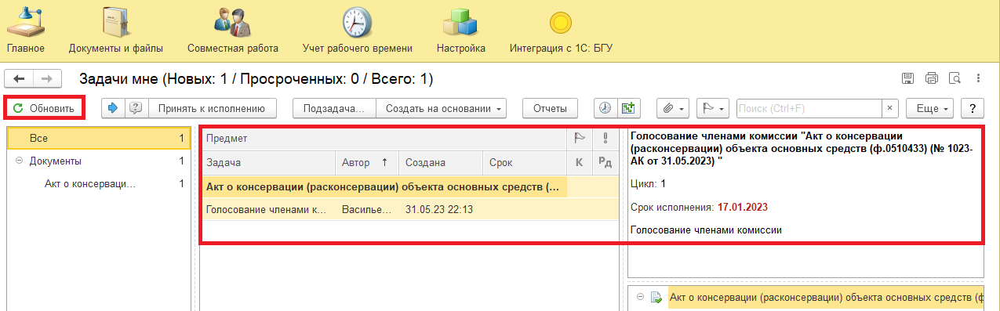 Главное
Документы и файлы
Совместная работа
Учет рабочего времени
Настройка
Интеграция с 1С: БГУ
Задачи мне (Новых: 1 / Просроченных: 0 / Всего: 1)
Обновить
Принять к исполнению
Подзадача...
Создать на основании
Отчеты
Поиск (Ctrl+F)
×
Еще
?
Все 1
Документы 1
Акт о консерваци... 1
Предмет
Задача Автор ↑ Создана Срок К Рд
Акт о консервации (расконсервации) объекта основных средств (...
Голосование членами к... Василье... 31.05.23 22:13
Голосование членами комиссии "Акт о консервации
(расконсервации) объекта основных средств (ф.0510433) (№ 1023-
АК от 31.05.2023) "
Цикл: 1
Срок исполнения: 17.01.2023
Голосование членами комиссии
Акт о консервации (расконсервации) объекта основных средств (ф